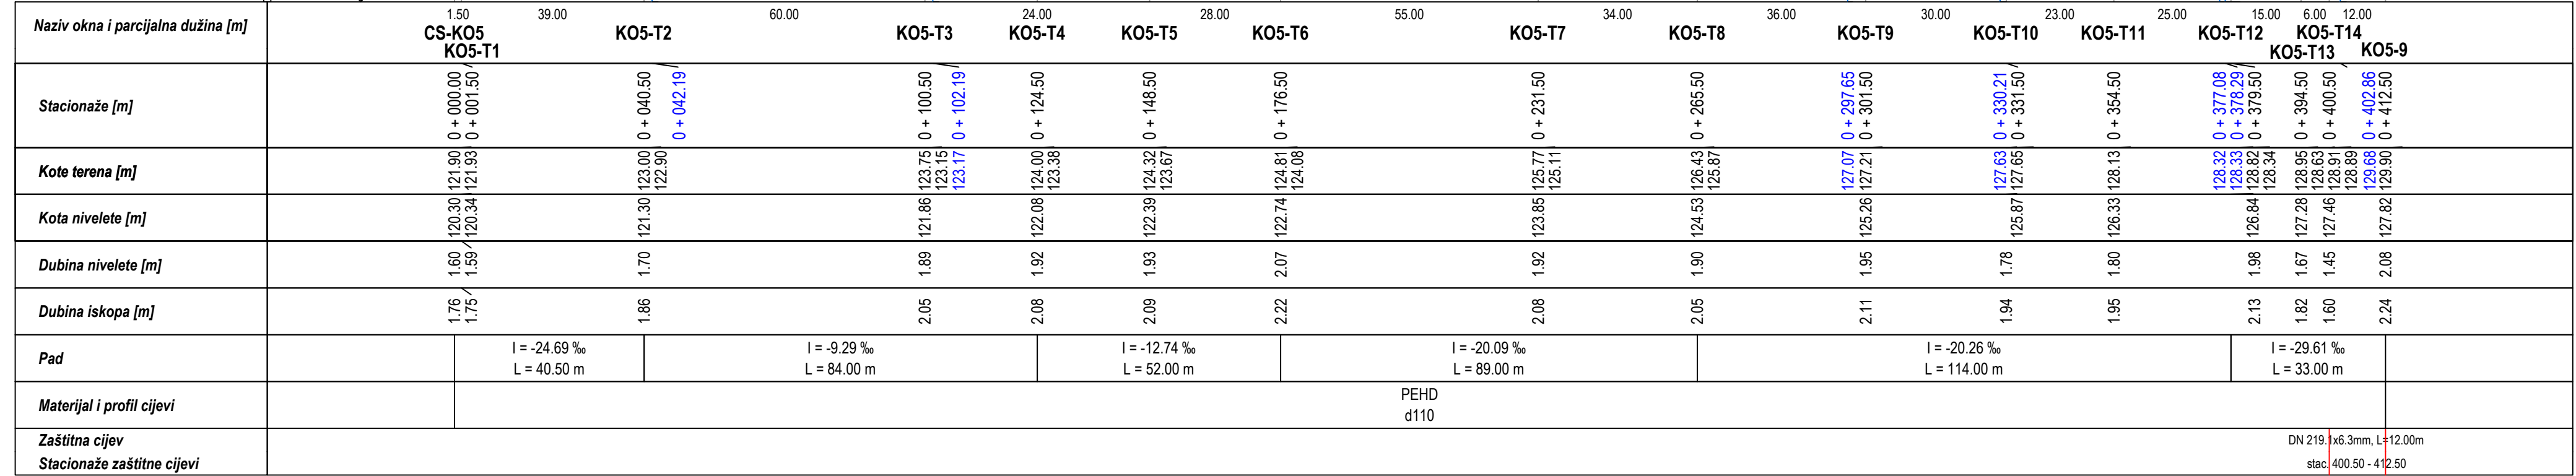 Naziv okna i parcijalna dužina [m] 1.50 39.00 60.00 24.00 28.00 55.00 34.00 36.00 30.00 23.00 25.00 15.00 6.00 12.00
CS-KO5 KO5-T2 KO5-T3 KO5-T4 KO5-T5 KO5-T6 KO5-T7 KO5-T8 KO5-T9 KO5-T10 KO5-T11 KO5-T12 KO5-T14
KO5-T1 KO5-T13 KO5-9
Stacionaže [m] 0 + 000.00 0 + 001.50 0 + 040.50 0 + 042.19 0 + 100.50 0 + 102.19 0 + 124.50 0 + 148.50 0 + 176.50 0 + 231.50 0 + 265.50 0 + 297.65 0 + 301.50 0 + 330.21 0 + 331.50 0 + 354.50 0 + 377.08 0 + 378.29 0 + 379.50 0 + 394.50 0 + 400.50 0 + 402.86 0 + 412.50
Kote terena [m] 121.90 121.93 123.00 122.90 123.75 123.15 123.17 124.00 123.38 124.32 123.67 124.81 124.08 125.77 125.11 126.43 125.87 127.07 127.21 127.63 127.65 128.13 128.32 128.33 128.82 128.34 128.95 128.63 128.91 128.89 129.68 129.90
Kota nivelete [m] 120.30 120.34 121.30 121.86 122.08 122.39 122.74 123.85 124.53 125.26 125.87 126.33 126.84 127.28 127.46 127.82
Dubina nivelete [m] 1.60 1.59 1.70 1.89 1.92 1.93 2.07 1.92 1.90 1.95 1.78 1.80 1.98 1.67 1.45 2.08
Dubina iskopa [m] 1.76 1.75 1.86 2.05 2.08 2.09 2.22 2.08 2.05 2.11 1.94 1.95 2.13 1.82 1.60 2.24
Pad I = -24.69 ‰ I = -9.29 ‰ I = -12.74 ‰ I = -20.09 ‰ I = -20.26 ‰ I = -29.61 ‰
L = 40.50 m L = 84.00 m L = 52.00 m L = 89.00 m L = 114.00 m L = 33.00 m
Materijal i profil cijevi PEHD
d110
Zaštitna cijev DN 219.1x6.3mm, L=12.00m
Stacionaže zaštitne cijevi stac. 400.50 - 412.50